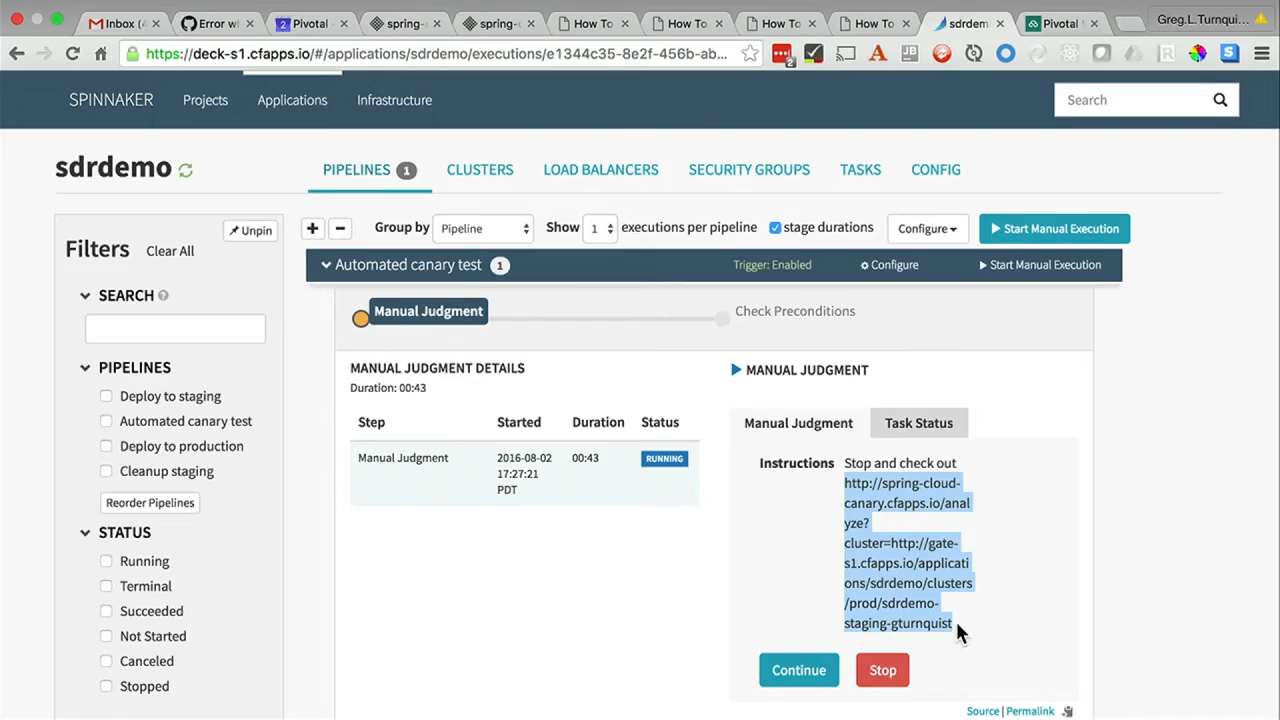 Inbox (4
Error w
Pivotal
spring-
spring-
How To
How To
How To
How To
sdrdem
Pivotal
Greg.L.Turnqui...
https://deck-s1.cfapps.io/#/applications/sdrdemo/executions/e1344c35-8e2f-456b-ab...
SPINNAKER
Projects
Applications
Infrastructure
Search
sdrdemo
PIPELINES 1
CLUSTERS
LOAD BALANCERS
SECURITY GROUPS
TASKS
CONFIG
Unpin
Filters
Clear All
SEARCH
PIPELINES
Deploy to staging
Automated canary test
Deploy to production
Cleanup staging
Reorder Pipelines
STATUS
Running
Terminal
Succeeded
Not Started
Canceled
Stopped
Group by Pipeline Show 1 executions per pipeline stage durations
Configure
Start Manual Execution
Automated canary test 1
Trigger: Enabled
Configure
Start Manual Execution
Manual Judgment
Check Preconditions
MANUAL JUDGMENT DETAILS
Duration: 00:43
Step Started Duration Status
Manual Judgment 2016-08-02 00:43 RUNNING
17:27:21
PDT
MANUAL JUDGMENT
Manual Judgment
Task Status
Instructions Stop and check out
http://spring-cloud-
canary.cfapps.io/anal
yze?
cluster=http://gate-
s1.cfapps.io/applicati
ons/sdrdemo/clusters
/prod/sdrdemo-
staging-gturnquist
Continue
Stop
Source | Permalink